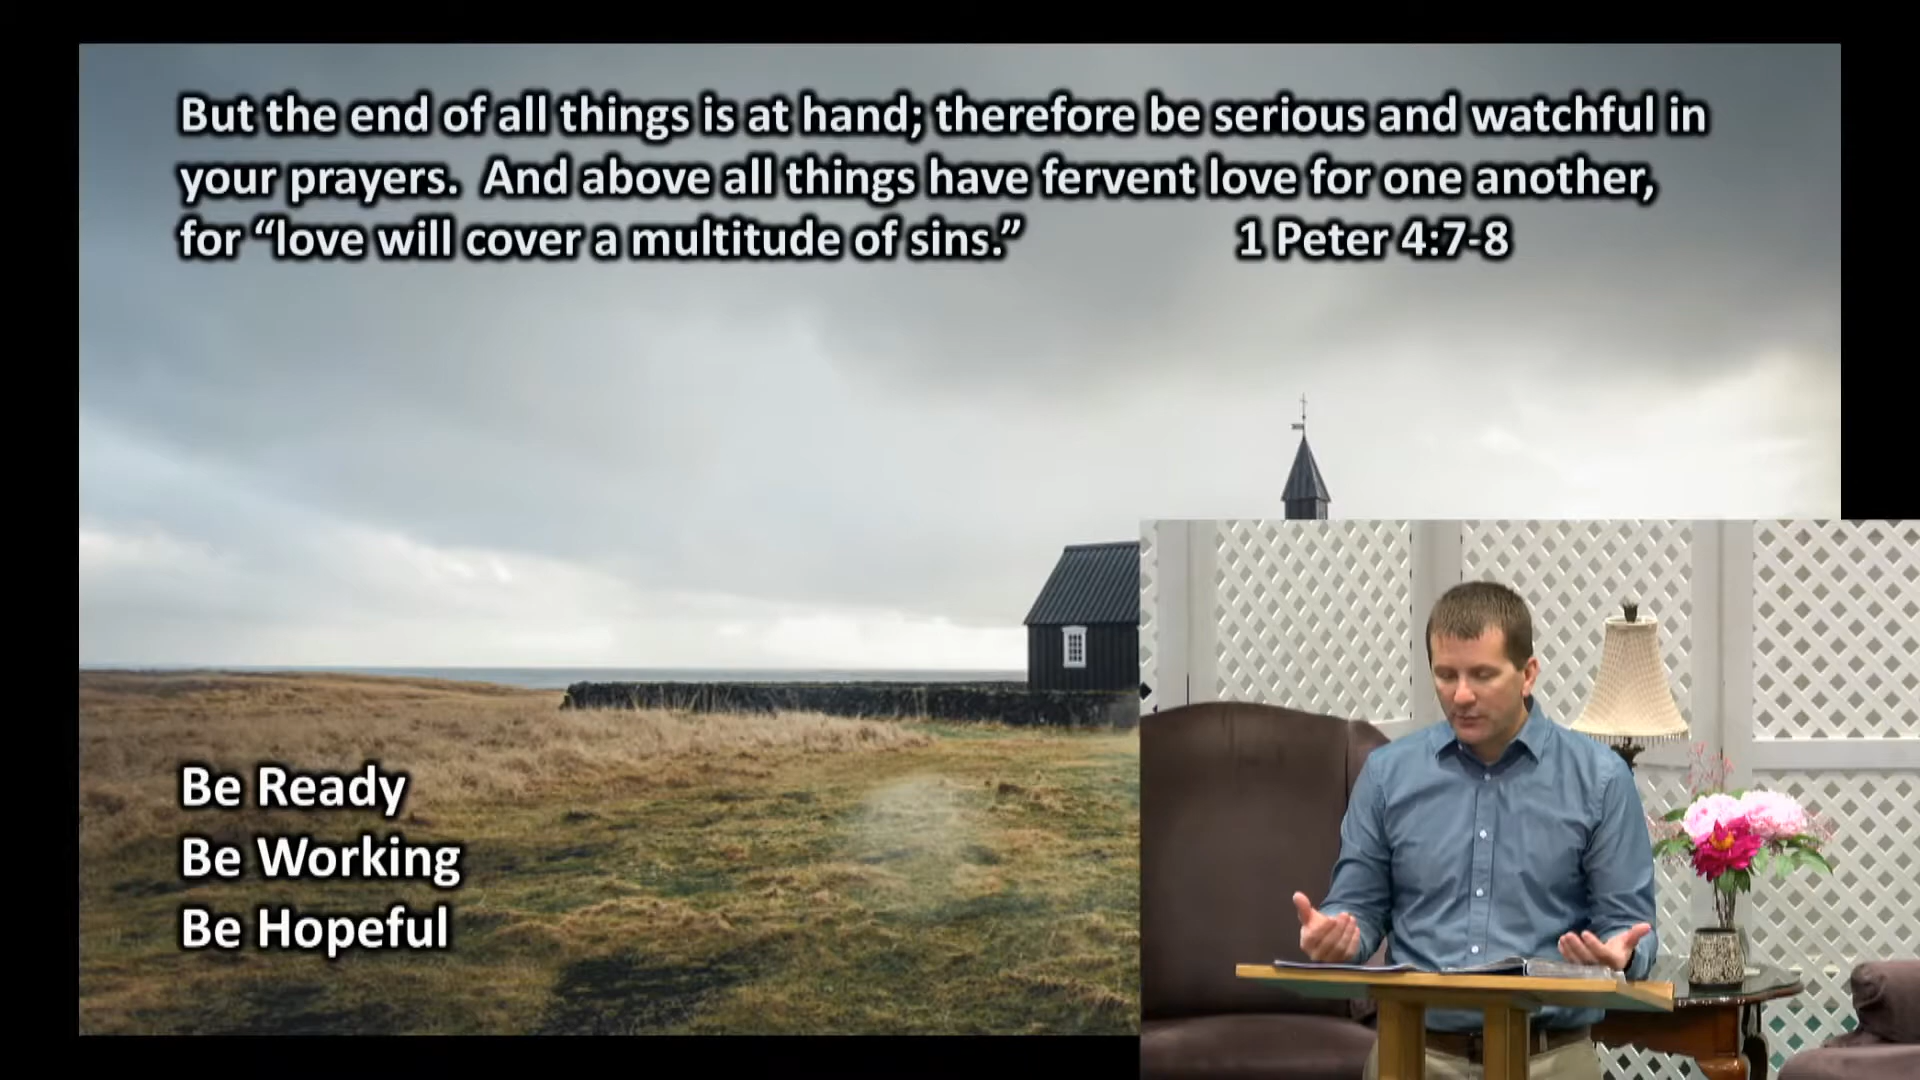 But the end of all things is at hand; therefore be serious and watchful in
your prayers.  And above all things have fervent love for one another,
for “love will cover a multitude of sins.” 1 Peter 4:7-8
Be Ready
Be Working
Be Hopeful